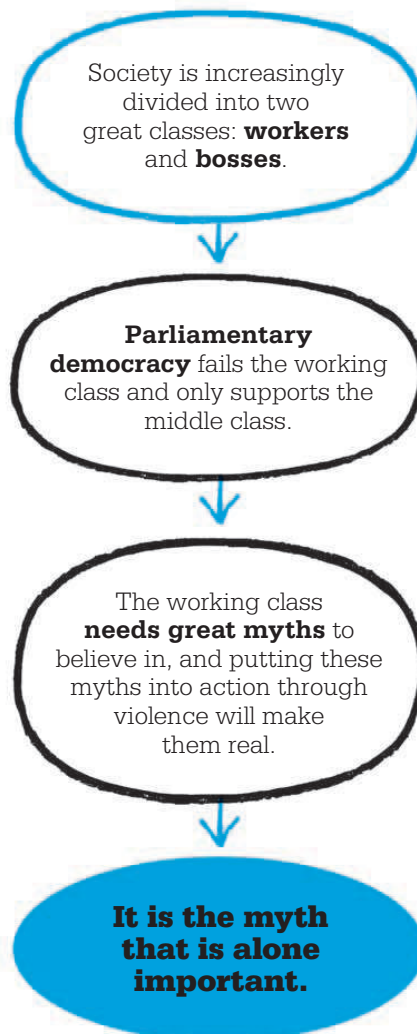 Society is increasingly
divided into two
great classes: workers
and bosses.
Parliamentary
democracy fails the working
class and only supports the
middle class.
The working class
needs great myths to
believe in, and putting these
myths into action through
violence will make
them real.
It is the myth
that is alone
important.